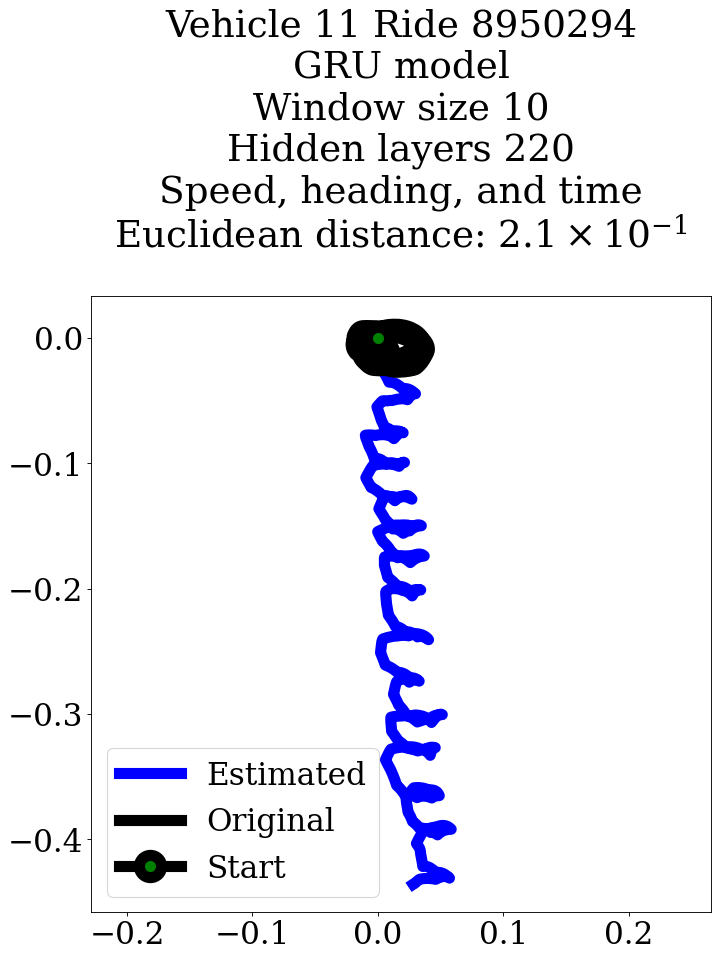 Vehicle 11 Ride 8950294
GRU model
Window size 10
Hidden layers 220
Speed, heading, and time
Euclidean distance: 2.1 × 10⁻¹
0.0
−0.1
−0.2
−0.3
−0.4
Estimated
Original
Start
−0.2 −0.1 0.0 0.1 0.2